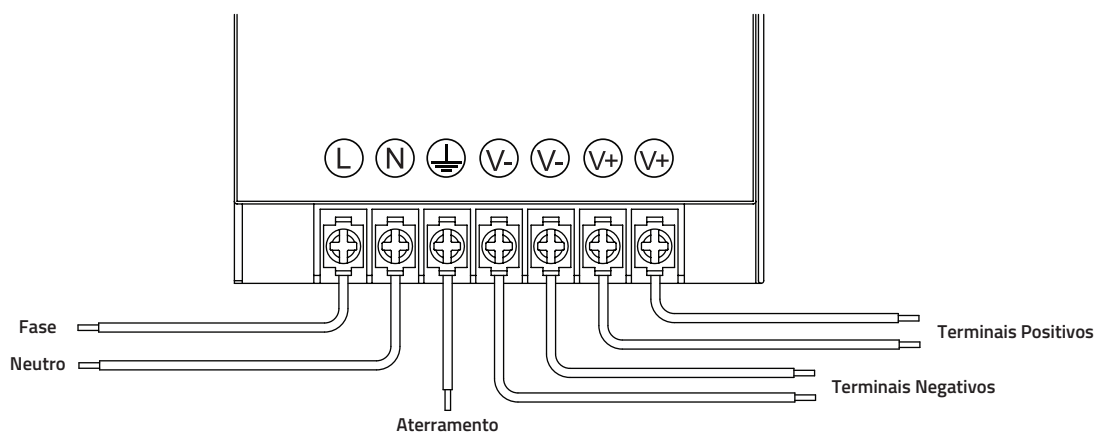 L N ⏚ V- V- V+ V+
Fase
Terminais Positivos
Neutro
Terminais Negativos
Aterramento